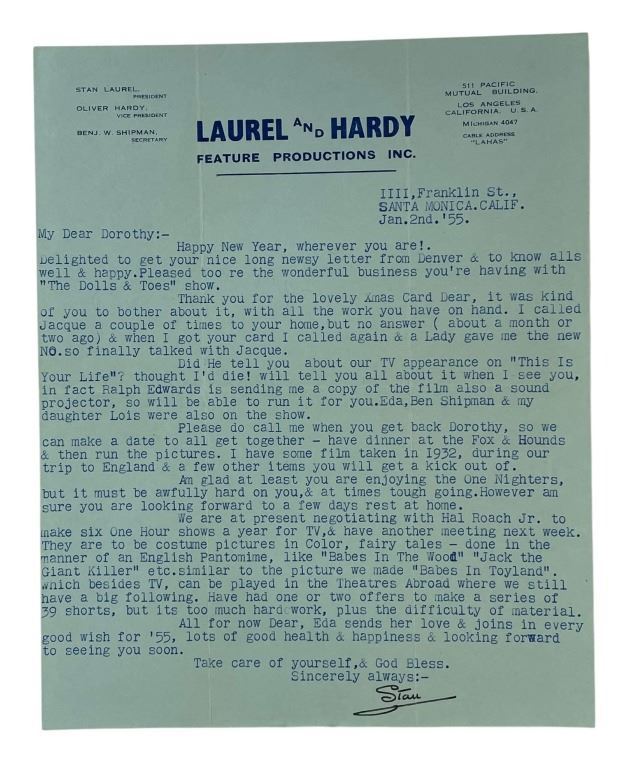 STAN LAUREL,
PRESIDENT
OLIVER HARDY,
VICE PRESIDENT
BENJ. W. SHIPMAN,
SECRETARY
LAUREL AND HARDY
FEATURE PRODUCTIONS INC.
511 PACIFIC
MUTUAL BUILDING.
LOS ANGELES
CALIFORNIA. U. S. A.
MICHIGAN 4047
CABLE ADDRESS
"LAHAS"
IIII,Franklin St.,
SANTA MONICA.CALIF.
Jan.2nd.'55.
My Dear Dorothy:-
Happy New Year, wherever you are!.
Delighted to get your nice long newsy letter from Denver & to know alls
well & happy.Pleased too re the wonderful business you're having with
"The Dolls & Toes" show.
Thank you for the lovely Xmas Card Dear, it was kind
of you to bother about it, with all the work you have on hand. I called
Jacque a couple of times to your home,but no answer ( about a month or
two ago) & when I got your card I called again & a Lady gave me the new
NO.so finally talked with Jacque.
Did He tell you about our TV appearance on "This Is
Your Life"? thought I'd die! will tell you all about it when I see you,
in fact Ralph Edwards is sending me a copy of the film also a sound
projector, so will be able to run it for you.Eda,Ben Shipman & my
daughter Lois were also on the show.
Please do call me when you get back Dorothy, so we
can make a date to all get together - have dinner at the Fox & Hounds
& then run the pictures. I have some film taken in I932, during our
trip to England & a few other items you will get a kick out of.
Am glad at least you are enjoying the One Nighters,
but it must be awfully hard on you,& at times tough going.However am
sure you are looking forward to a few days rest at home.
We are at present negotiating with Hal Roach Jr. to
make six One Hour shows a year for TV,& have another meeting next week.
They are to be costume pictures in Color, fairy tales - done in the
manner of an English Pantomime, like "Babes In The Wood" "Jack the
Giant Killer" etc.similar to the picture we made "Babes In Toyland".
which besides TV, can be played in the Theatres Abroad where we still
have a big following. Have had one or two offers to make a series of
39 shorts, but its too much hard work, plus the difficulty of material.
All for now Dear, Eda sends her love & joins in every
good wish for '55, lots of good health & happiness & looking forward
to seeing you soon.
Take care of yourself,& God Bless.
Sincerely always:-
Stan